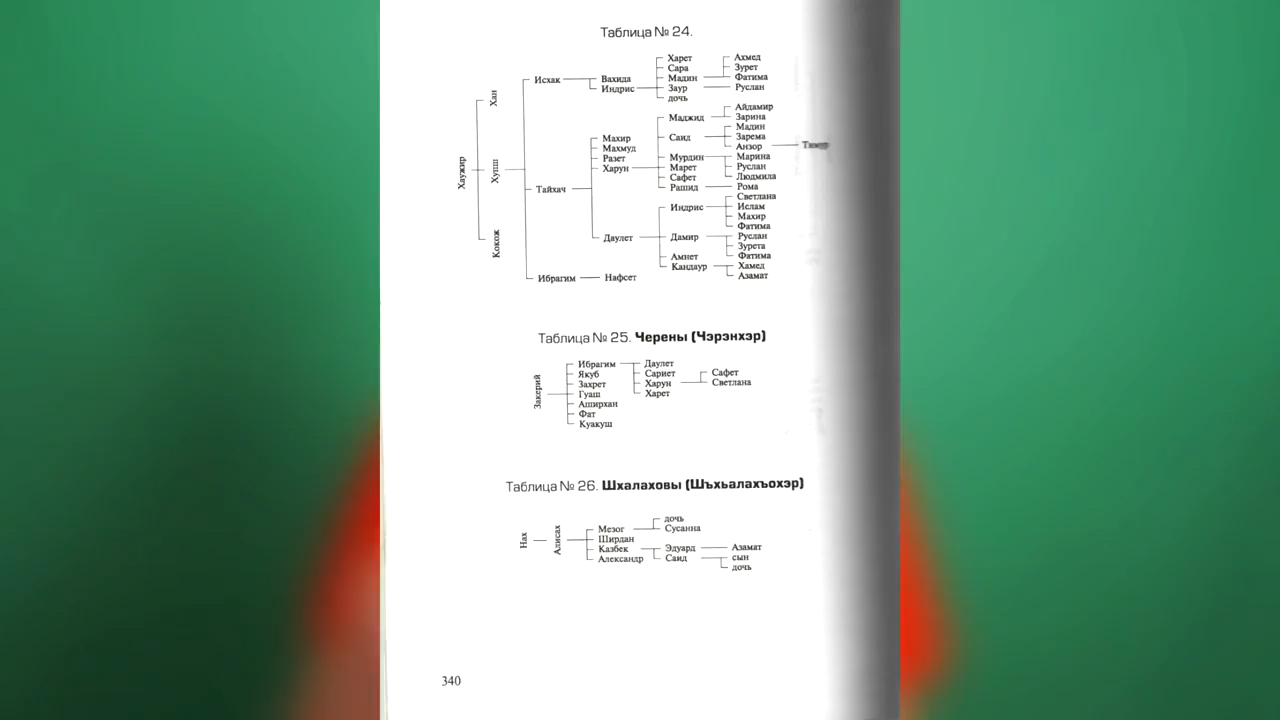 Таблица № 24.
Хаужир
Хан
Хупш
Кокож
Исхак Вахида
Индрис
Харет
Сара
Мадин
Заур
дочь
Ахмед
Зурет
Фатима
Руслан
Тайхач
Махир
Махмуд
Разет
Харун
Маджид
Саид
Мурдин
Марет
Сафет
Рашид
Айдамир
Зарина
Мадин
Зарема
Анзор
Марина
Руслан
Людмила
Рома
Даулет
Индрис
Дамир
Амнет
Кандаур
Светлана
Ислам
Махир
Фатима
Руслан
Зурета
Фатима
Хамед
Азамат
Ибрагим Нафсет
Таблица № 25. Черены (Чэрэнхэр)
Закерий
Ибрагим
Якуб
Захрет
Гуаш
Аширхан
Фат
Куакуш
Даулет
Сариет
Харун
Харет
Сафет
Светлана
Таблица № 26. Шхалаховы (Шъхьалахъохэр)
Нах
Алисах
Мезог
Ширдан
Казбек
Александр
дочь
Сусанна
Эдуард
Саид
Азамат
сын
дочь
340